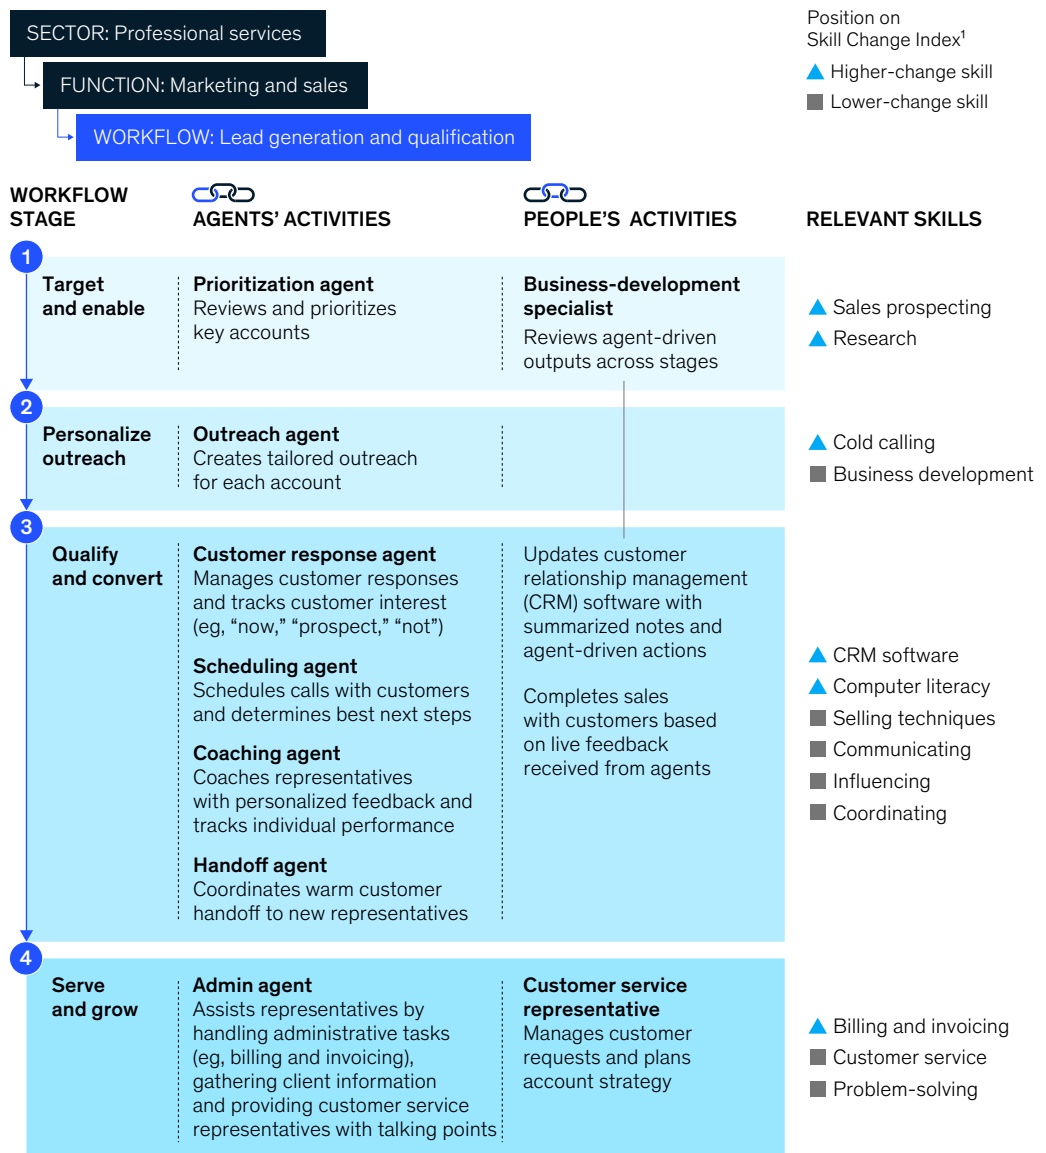 SECTOR: Professional services
FUNCTION: Marketing and sales
WORKFLOW: Lead generation and qualification
Position on
Skill Change Index¹
Higher-change skill
Lower-change skill
WORKFLOW
STAGE
AGENTS’ ACTIVITIES
PEOPLE’S ACTIVITIES
RELEVANT SKILLS
1
Target
and enable
Prioritization agent
Reviews and prioritizes
key accounts
Business-development
specialist
Reviews agent-driven
outputs across stages
Sales prospecting
Research
2
Personalize
outreach
Outreach agent
Creates tailored outreach
for each account
Cold calling
Business development
3
Qualify
and convert
Customer response agent
Manages customer responses
and tracks customer interest
(eg, “now,” “prospect,” “not”)
Scheduling agent
Schedules calls with customers
and determines best next steps
Coaching agent
Coaches representatives
with personalized feedback and
tracks individual performance
Handoff agent
Coordinates warm customer
handoff to new representatives
Updates customer
relationship management
(CRM) software with
summarized notes and
agent-driven actions
Completes sales
with customers based
on live feedback
received from agents
CRM software
Computer literacy
Selling techniques
Communicating
Influencing
Coordinating
4
Serve
and grow
Admin agent
Assists representatives by
handling administrative tasks
(eg, billing and invoicing),
gathering client information
and providing customer service
representatives with talking points
Customer service
representative
Manages customer
requests and plans
account strategy
Billing and invoicing
Customer service
Problem-solving